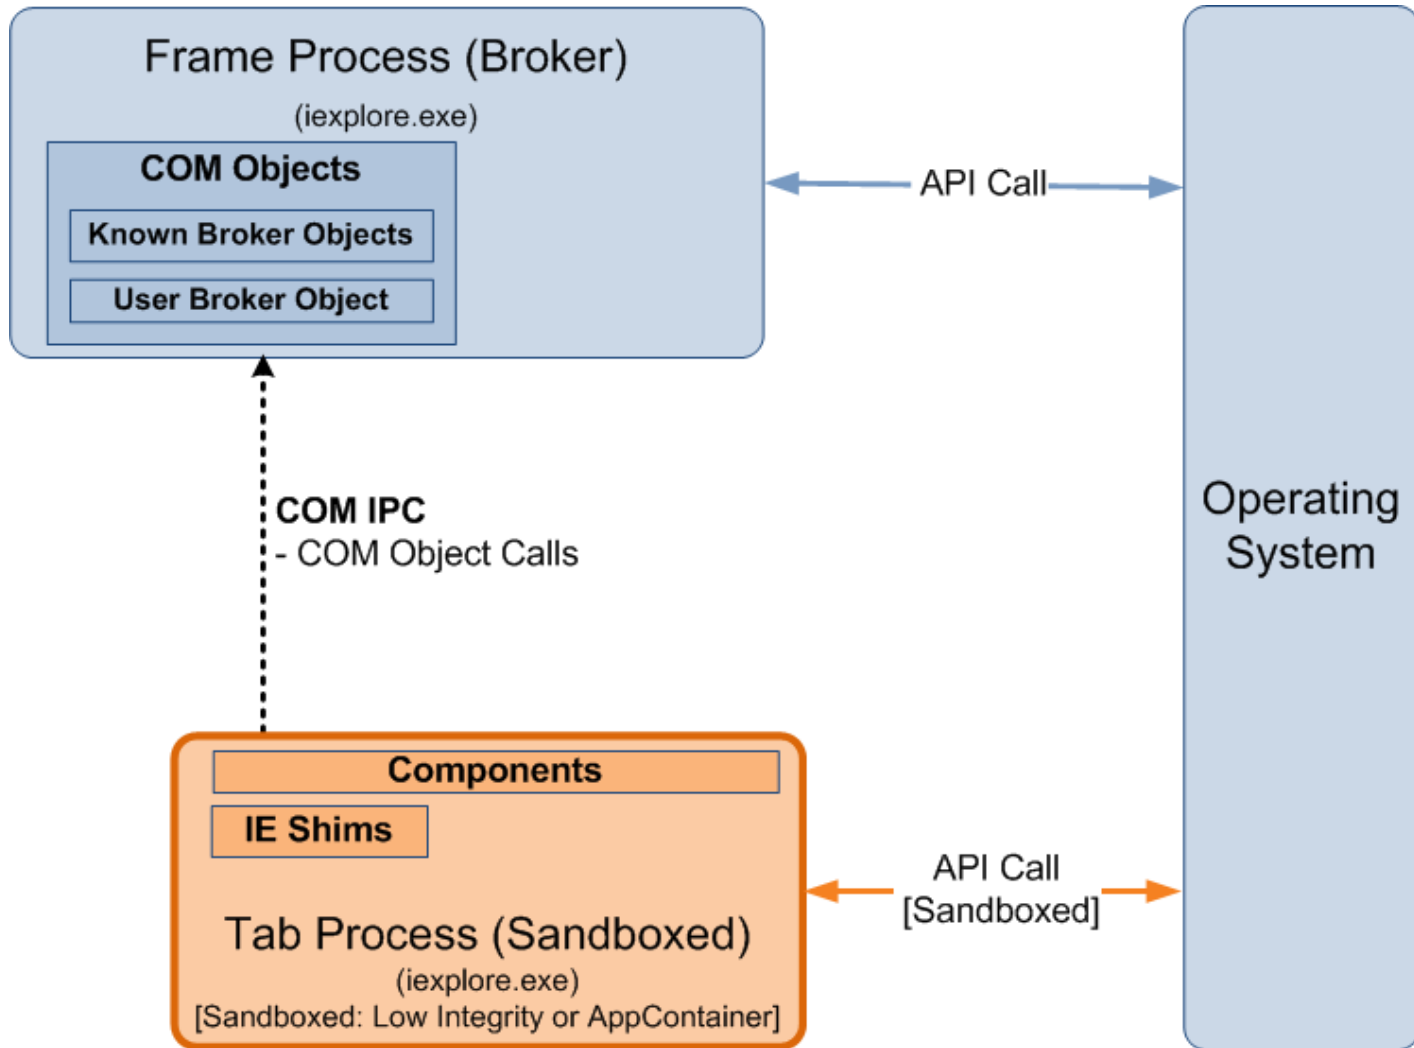 Frame Process (Broker)
(iexplore.exe)
COM Objects
Known Broker Objects
User Broker Object
API Call
COM IPC
- COM Object Calls
Operating
System
Components
IE Shims
API Call
[Sandboxed]
Tab Process (Sandboxed)
(iexplore.exe)
[Sandboxed: Low Integrity or AppContainer]